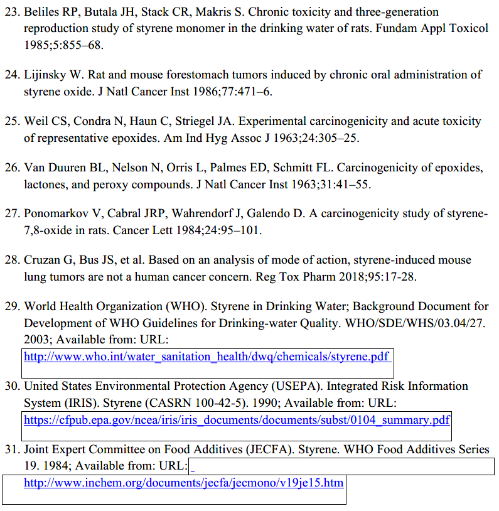 23. Beliles RP, Butala JH, Stack CR, Makris S. Chronic toxicity and three-generation
reproduction study of styrene monomer in the drinking water of rats. Fundam Appl Toxicol
1985;5:855–68.
24. Lijinsky W. Rat and mouse forestomach tumors induced by chronic oral administration of
styrene oxide. J Natl Cancer Inst 1986;77:471–6.
25. Weil CS, Condra N, Haun C, Striegel JA. Experimental carcinogenicity and acute toxicity
of representative epoxides. Am Ind Hyg Assoc J 1963;24:305–25.
26. Van Duuren BL, Nelson N, Orris L, Palmes ED, Schmitt FL. Carcinogenicity of epoxides,
lactones, and peroxy compounds. J Natl Cancer Inst 1963;31:41–55.
27. Ponomarkov V, Cabral JRP, Wahrendorf J, Galendo D. A carcinogenicity study of styrene-
7,8-oxide in rats. Cancer Lett 1984;24:95–101.
28. Cruzan G, Bus JS, et al. Based on an analysis of mode of action, styrene-induced mouse
lung tumors are not a human cancer concern. Reg Tox Pharm 2018;95:17-28.
29. World Health Organization (WHO). Styrene in Drinking Water; Background Document for
Development of WHO Guidelines for Drinking-water Quality. WHO/SDE/WHS/03.04/27.
2003; Available from: URL:
http://www.who.int/water_sanitation_health/dwq/chemicals/styrene.pdf
30. United States Environmental Protection Agency (USEPA). Integrated Risk Information
System (IRIS). Styrene (CASRN 100-42-5). 1990; Available from: URL:
https://cfpub.epa.gov/ncea/iris/iris_documents/documents/subst/0104_summary.pdf
31. Joint Expert Committee on Food Additives (JECFA). Styrene. WHO Food Additives Series
19. 1984; Available from: URL:
http://www.inchem.org/documents/jecfa/jecmono/v19je15.htm